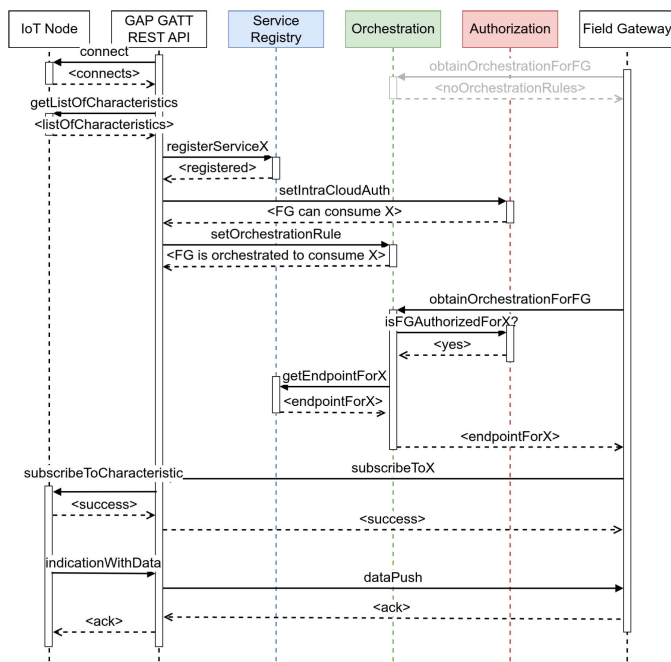 IoT Node
GAP GATT
REST API
Service
Registry
Orchestration
Authorization
Field Gateway
connect
<connects>
obtainOrchestrationForFG
<noOrchestrationRules>
getListOfCharacteristics
<listOfCharacteristics>
registerServiceX
<registered>
setIntraCloudAuth
<FG can consume X>
setOrchestrationRule
<FG is orchestrated to consume X>
obtainOrchestrationForFG
isFGAuthorizedForX?
<yes>
getEndpointForX
<endpointForX>
<endpointForX>
subscribeToX
subscribeToCharacteristic
<success>
<success>
indicationWithData
dataPush
<ack>
<ack>